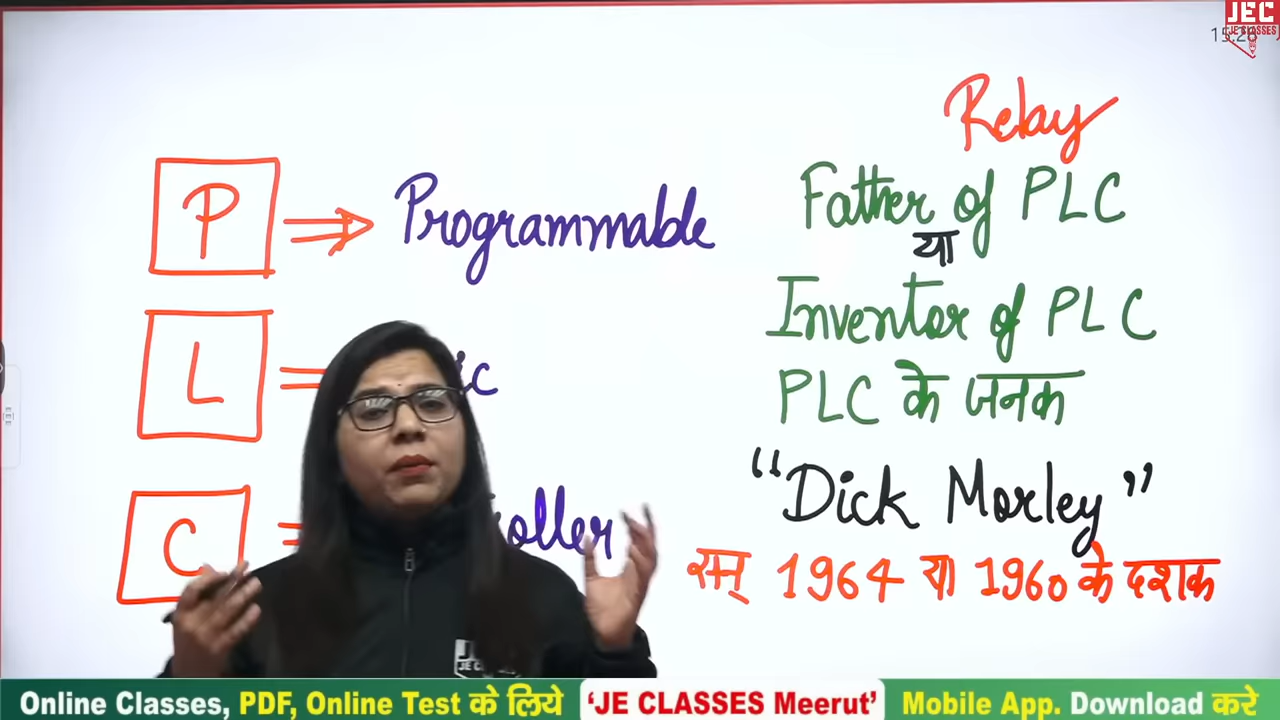 JEC
JE CLASSES
Relay
P ⇒ Programmable
Father of PLC
या
Inventor of PLC
L
PLC के जनक
C
"Dick Morley"
सन् 1964 या 1960 के दशक
Online Classes, PDF, Online Test के लिये 'JE CLASSES Meerut' Mobile App. Download करे